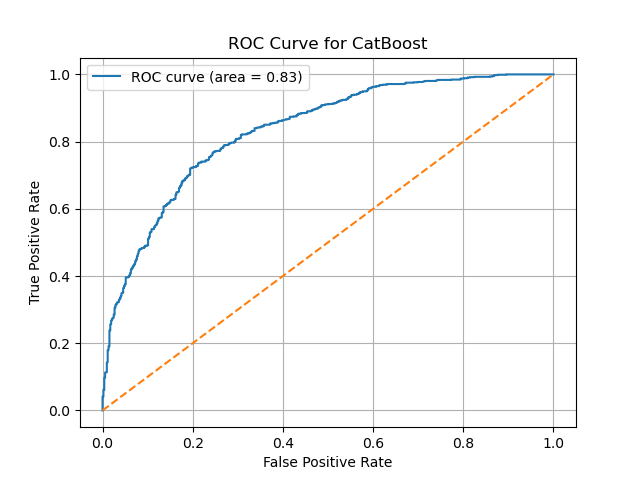 ROC Curve for CatBoost
ROC curve (area = 0.83)
True Positive Rate
1.0
0.8
0.6
0.4
0.2
0.0
0.0 0.2 0.4 0.6 0.8 1.0
False Positive Rate